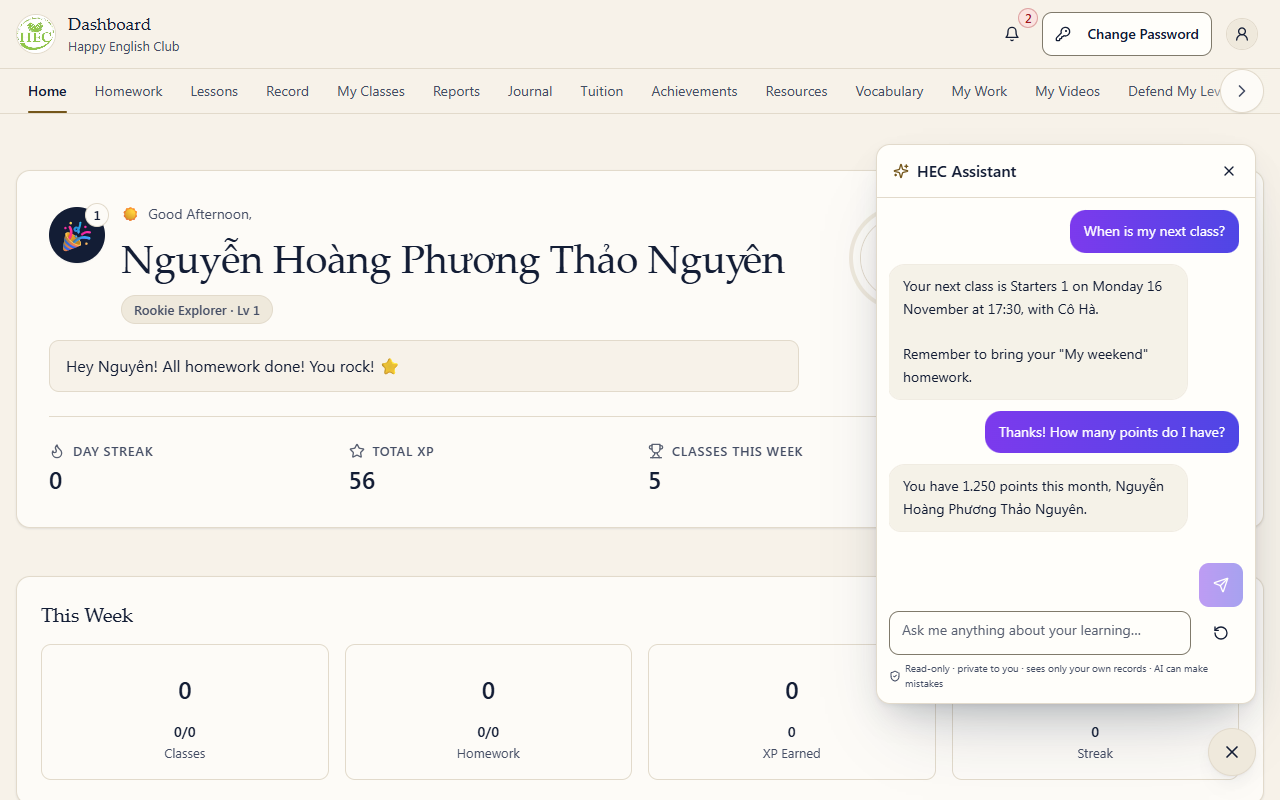 HEC
Dashboard
Happy English Club
2
Change Password
Home
Homework
Lessons
Record
My Classes
Reports
Journal
Tuition
Achievements
Resources
Vocabulary
My Work
My Videos
Defend My Lev
1
Good Afternoon,
Nguyễn Hoàng Phương Thảo Nguyên
Rookie Explorer · Lv 1
Hey Nguyên! All homework done! You rock! ⭐
DAY STREAK
0
TOTAL XP
56
CLASSES THIS WEEK
5
This Week
0
0/0
Classes
0
0/0
Homework
0
0
XP Earned
0
Streak
HEC Assistant
When is my next class?
Your next class is Starters 1 on Monday 16
November at 17:30, with Cô Hà.
Remember to bring your "My weekend"
homework.
Thanks! How many points do I have?
You have 1.250 points this month, Nguyễn
Hoàng Phương Thảo Nguyên.
Ask me anything about your learning...
Read-only · private to you · sees only your own records · AI can make
mistakes